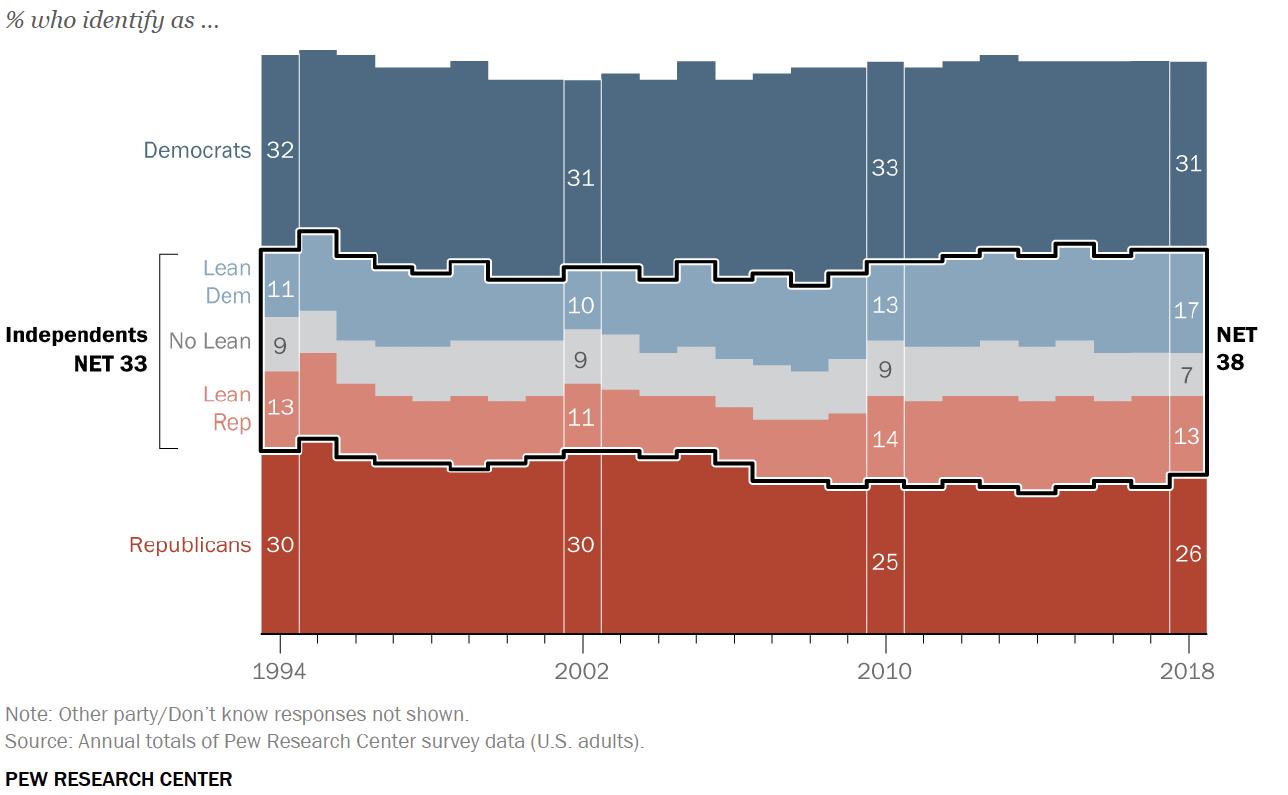 % who identify as ...
Democrats
32
31
33
31
Lean
Dem
11
10
13
17
Independents
NET 33
No Lean
9
9
9
7
NET
38
Lean
Rep
13
11
14
13
Republicans
30
30
25
26
1994
2002
2010
2018
Note: Other party/Don’t know responses not shown.
Source: Annual totals of Pew Research Center survey data (U.S. adults).
PEW RESEARCH CENTER